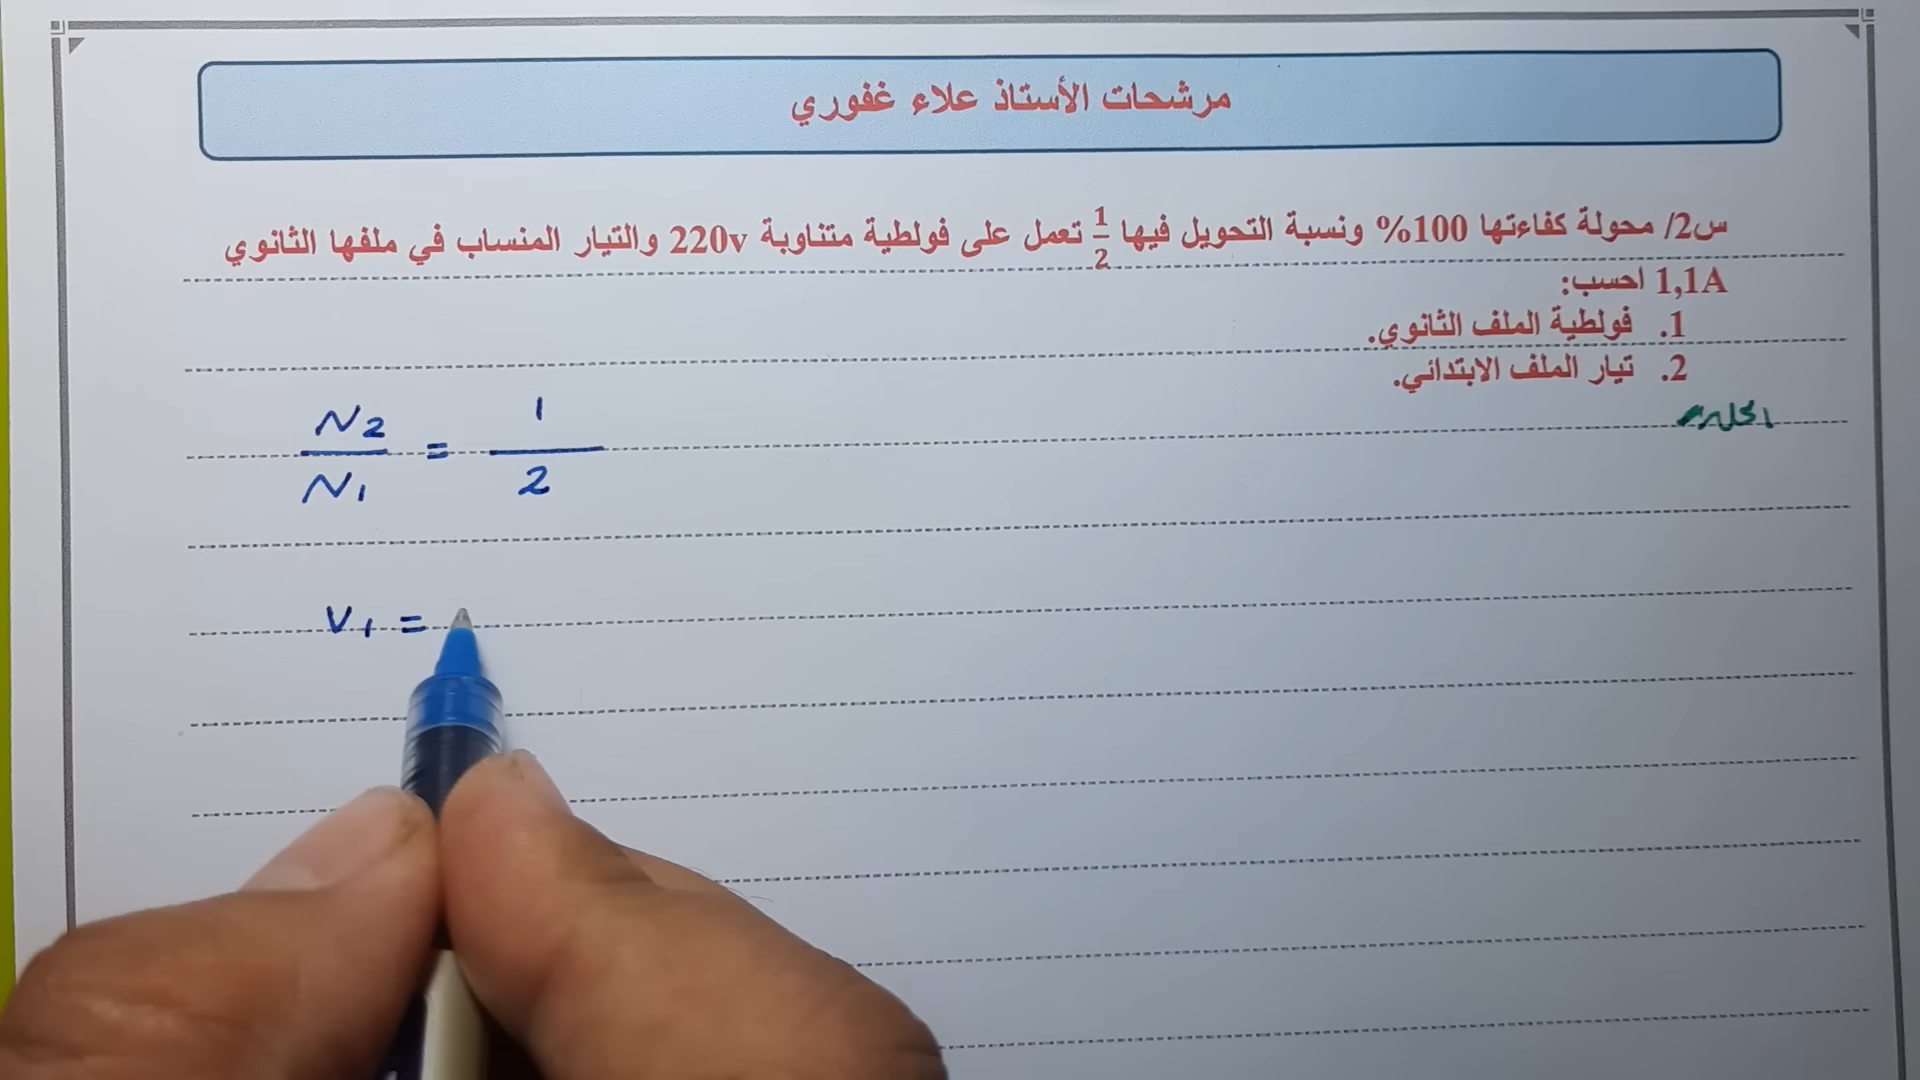 مرشحات الأستاذ علاء غفوري
س2/ محولة كفاءتها 100% ونسبة التحويل فيها 1/2 تعمل على فولطية متناوبة 220v والتيار المنساب في ملفها الثانوي
1,1A احسب:
1. فولطية الملف الثانوي.
2. تيار الملف الابتدائي.
الحل
N2/N1 = 1/2
V1 =